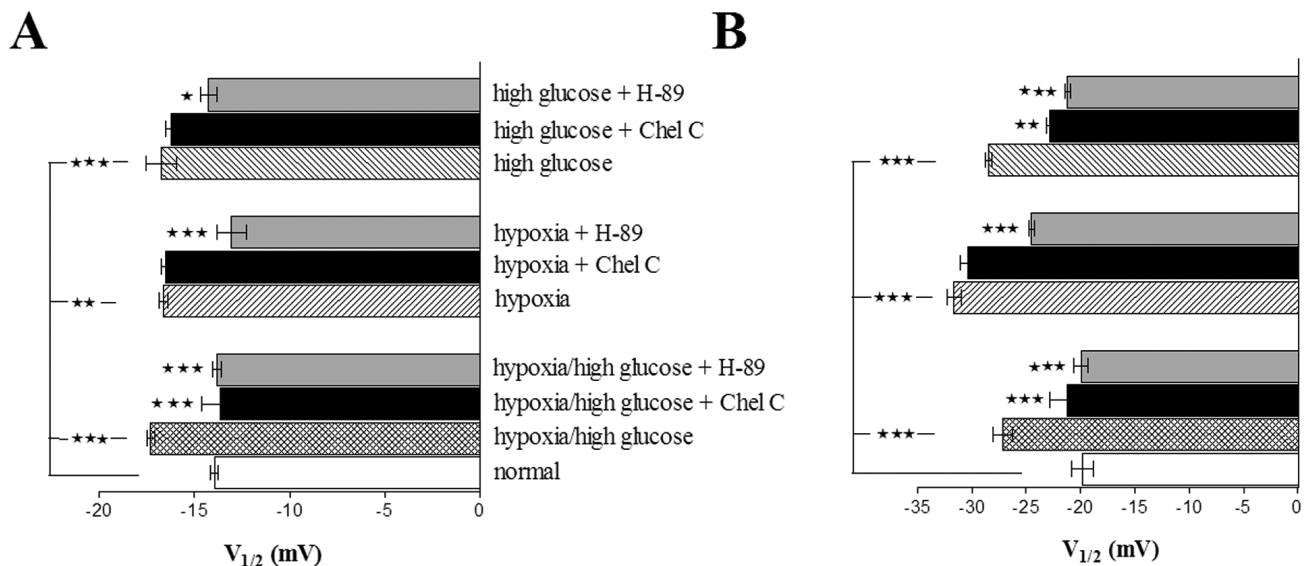 A
B
★ high glucose + H-89 ★★★
high glucose + Chel C ★★
★★★ high glucose ★★★
★★★ hypoxia + H-89 ★★★
hypoxia + Chel C
★★ hypoxia ★★★
★★★ hypoxia/high glucose + H-89 ★★★
★★★ hypoxia/high glucose + Chel C ★★★
★★★ hypoxia/high glucose ★★★
normal
-20 -15 -10 -5 0
-35 -30 -25 -20 -15 -10 -5 0
V1/2 (mV)
V1/2 (mV)